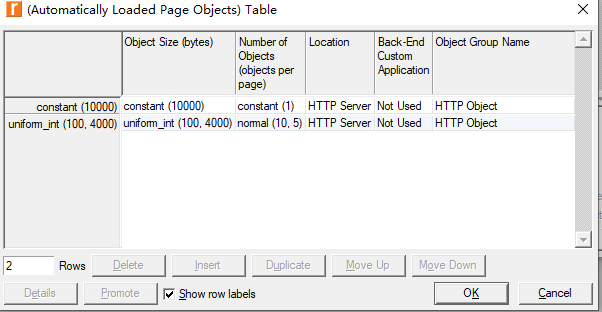 (Automatically Loaded Page Objects) Table
Object Size (bytes) Number of Objects (objects per page) Location Back-End Custom Application Object Group Name
constant (10000) constant (10000) constant (1) HTTP Server Not Used HTTP Object
uniform_int (100, 4000) uniform_int (100, 4000) normal (10, 5) HTTP Server Not Used HTTP Object
2 Rows Delete Insert Duplicate Move Up Move Down
Details Promote Show row labels OK Cancel